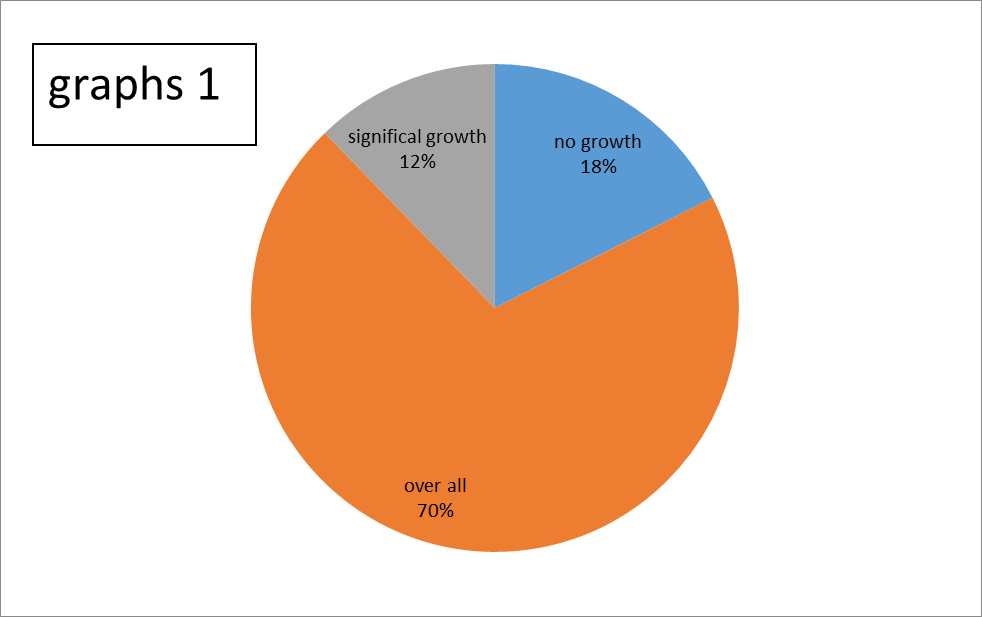 graphs 1
significal growth
12%
no growth
18%
over all
70%